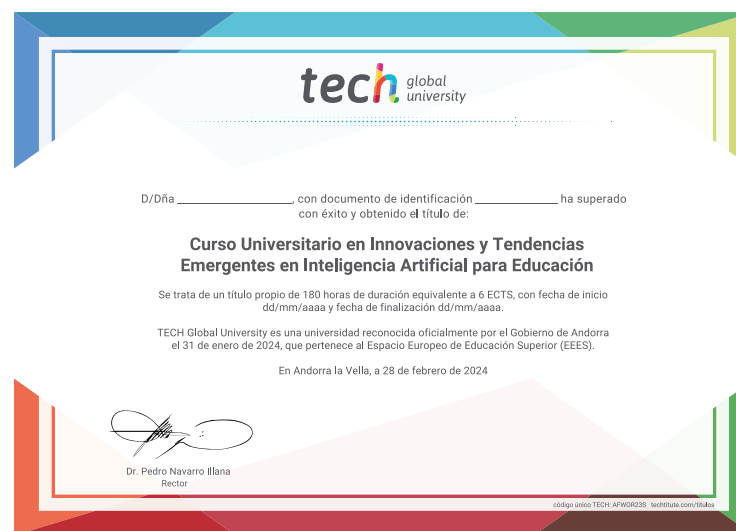 tech global university
D/Dña ____________________, con documento de identificación ______________ ha superado
con éxito y obtenido el título de:
Curso Universitario en Innovaciones y Tendencias
Emergentes en Inteligencia Artificial para Educación
Se trata de un título propio de 180 horas de duración equivalente a 6 ECTS, con fecha de inicio
dd/mm/aaaa y fecha de finalización dd/mm/aaaa.
TECH Global University es una universidad reconocida oficialmente por el Gobierno de Andorra
el 31 de enero de 2024, que pertenece al Espacio Europeo de Educación Superior (EEES).
En Andorra la Vella, a 28 de febrero de 2024
Dr. Pedro Navarro Illana
Rector
código único TECH: AFWOR23S techtitute.com/titulos